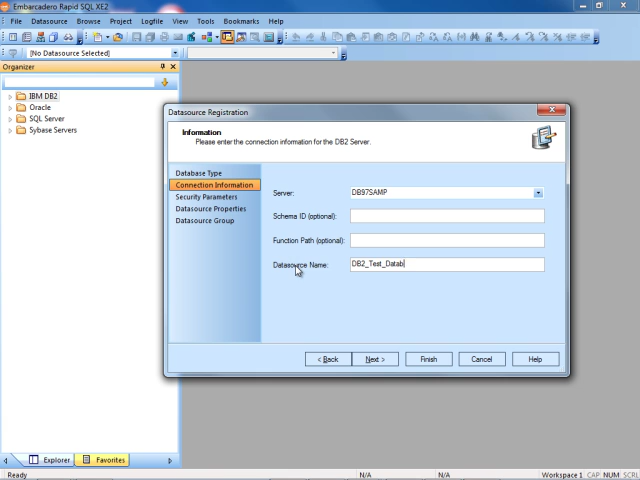 Embarcadero Rapid SQL XE2
File Datasource Browse Project Logfile View Tools Bookmarks Help
[No Datasource Selected]
Organizer
IBM DB2
Oracle
SQL Server
Sybase Servers
Datasource Registration
Information
Please enter the connection information for the DB2 Server.
Database Type
Connection Information
Security Parameters
Datasource Properties
Datasource Group
Server: DB97SAMP
Schema ID (optional):
Function Path (optional):
Datasource Name: DB2_Test_Datab
< Back Next > Finish Cancel Help
Explorer Favorites
Ready N/A N/A Workspace 1 CAP NUM SCRL